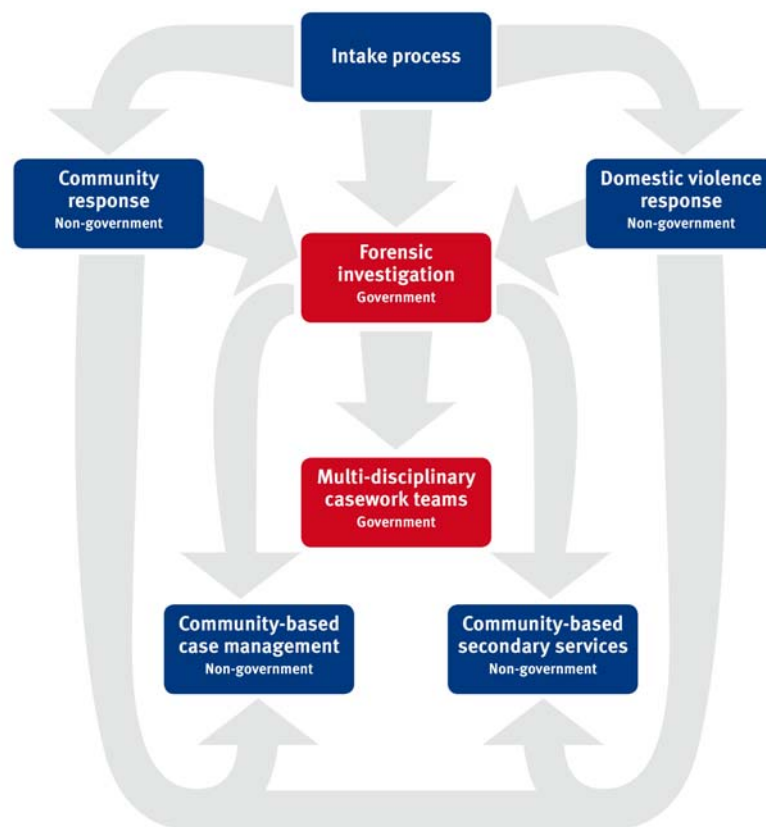 Intake process
Community
response
Non-government
Domestic violence
response
Non-government
Forensic
investigation
Government
Multi-disciplinary
casework teams
Government
Community-based
case management
Non-government
Community-based
secondary services
Non-government